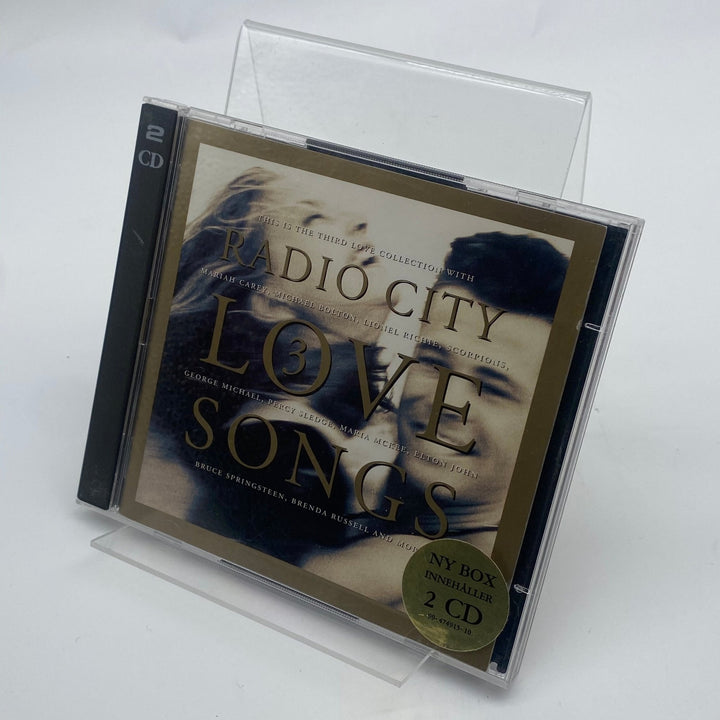 2
CD
THIS IS THE THIRD LOVE COLLECTION WITH
RADIO CITY
MARIAH CAREY, MICHAEL BOLTON, LIONEL RICHIE, SCORPIONS,
LOVE
3
GEORGE MICHAEL, PERCY SLEDGE, MARIA MCKEE, ELTON JOHN
SONGS
BRUCE SPRINGSTEEN, BRENDA RUSSELL AND
NY BOX
INNEHÅLLER
2 CD